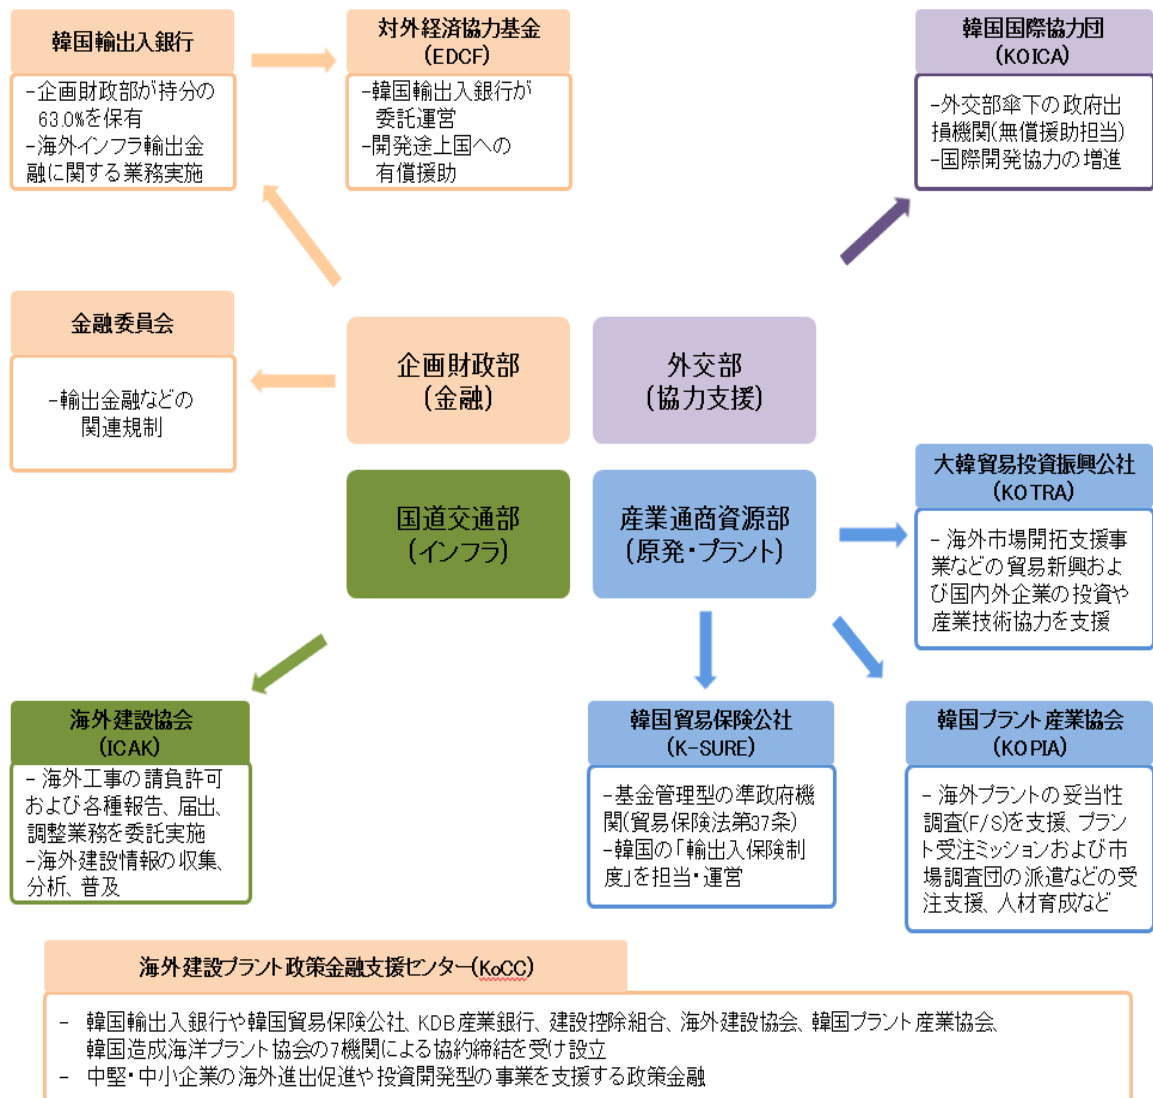 韓国輸出入銀行
-企画財政部が持分の
63.0%を保有
-海外インフラ輸出金
融に関する業務実施
対外経済協力基金
(EDCF)
-韓国輸出入銀行が
委託運営
-開発途上国への
有償援助
韓国国際協力団
(KOICA)
-外交部傘下の政府出
損機関(無償援助担当)
-国際開発協力の増進
金融委員会
-輸出金融などの
関連規制
企画財政部
(金融)
外交部
(協力支援)
国道交通部
(インフラ)
産業通商資源部
(原発・プラント)
大韓貿易投資振興公社
(KOTRA)
- 海外市場開拓支援事
業などの貿易新興およ
び国内外企業の投資や
産業技術協力を支援
海外建設協会
(ICAK)
- 海外工事の請負許可
および各種報告、届出、
調整業務を委託実施
-海外建設情報の収集、
分析、普及
韓国貿易保険公社
(K-SURE)
-基金管理型の準政府機
関(貿易保険法第37条)
-韓国の「輸出入保険制
度」を担当・運営
韓国プラント産業協会
(KOPIA)
- 海外プラントの妥当性
調査(F/S)を支援、プラン
ト受注ミッションおよび市
場調査団の派遣などの受
注支援、人材育成など
海外建設プラント政策金融支援センター(KoCC)
- 韓国輸出入銀行や韓国貿易保険公社、KDB産業銀行、建設控除組合、海外建設協会、韓国プラント産業協会、
韓国造成海洋プラント協会の7機関による協約締結を受け設立
- 中堅・中小企業の海外進出促進や投資開発型の事業を支援する政策金融